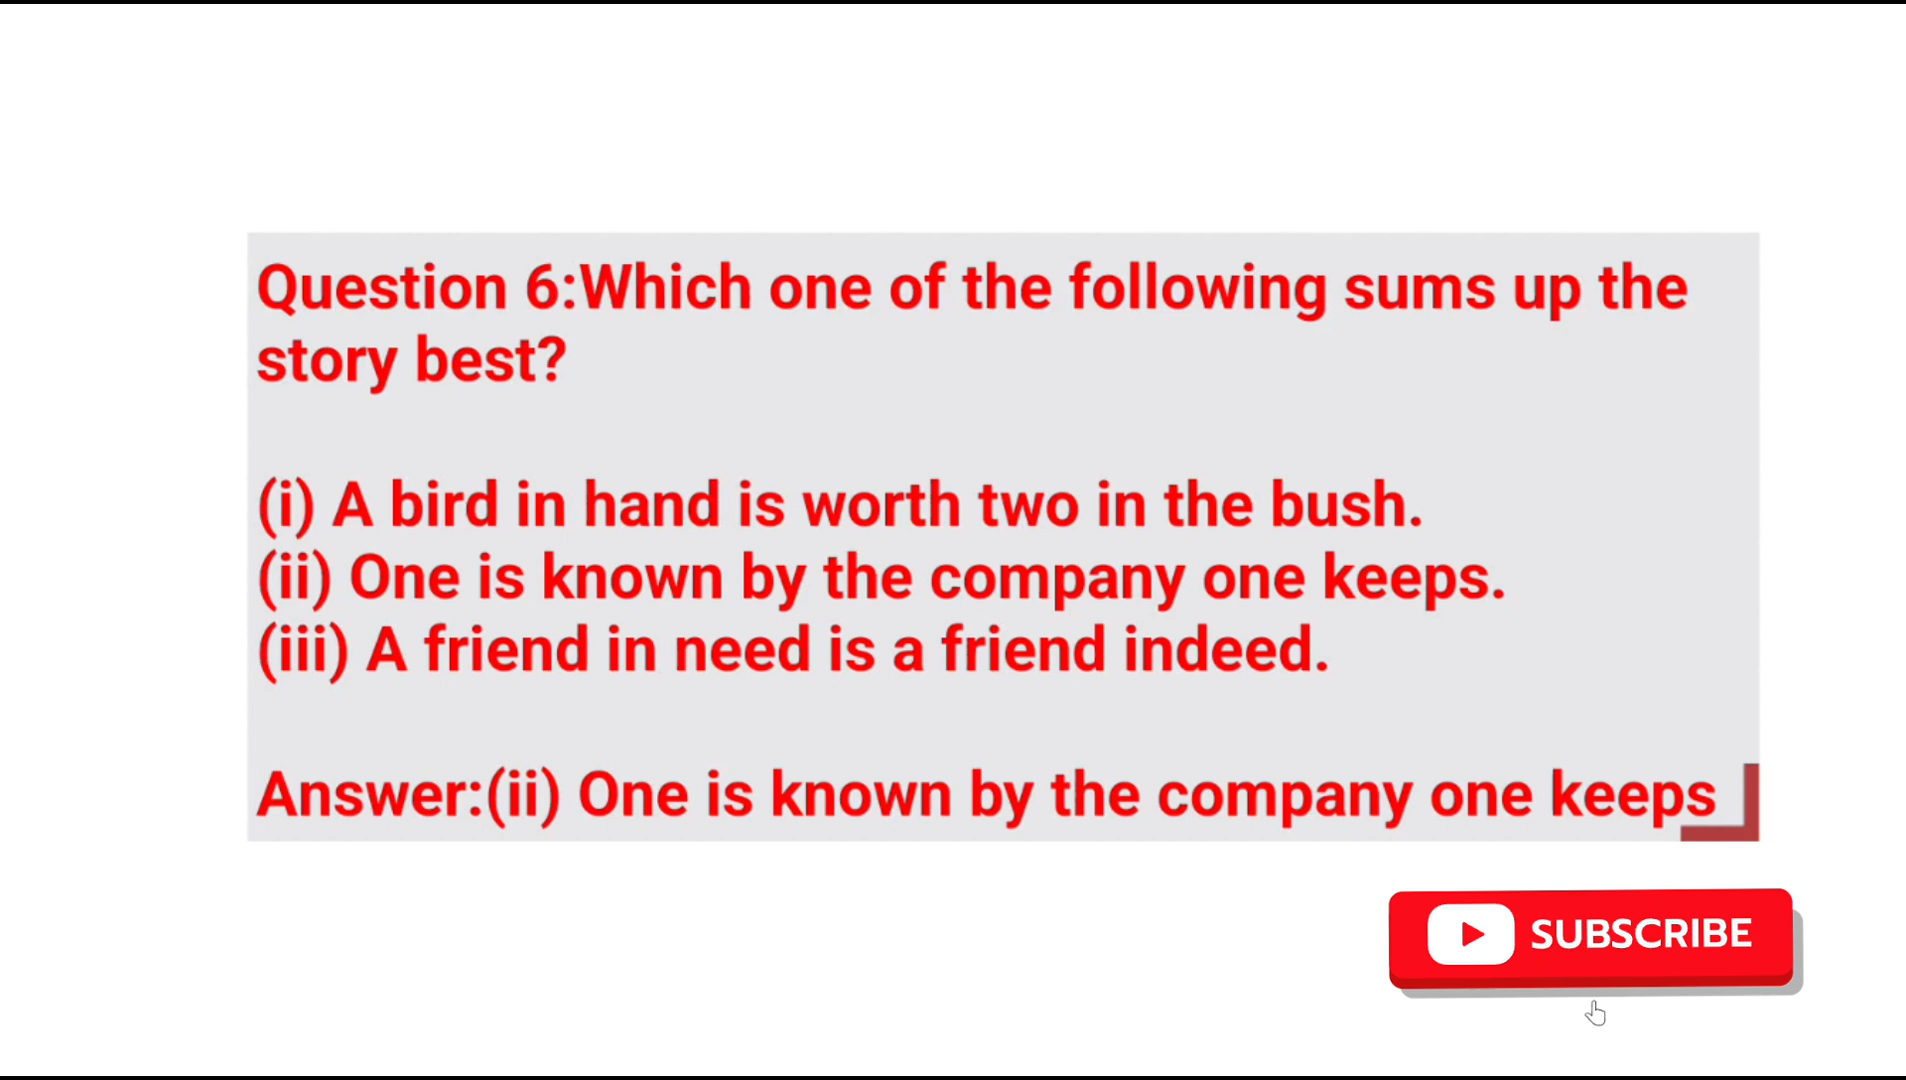 Question 6:Which one of the following sums up the
story best?
(i) A bird in hand is worth two in the bush.
(ii) One is known by the company one keeps.
(iii) A friend in need is a friend indeed.
Answer:(ii) One is known by the company one keeps
SUBSCRIBE